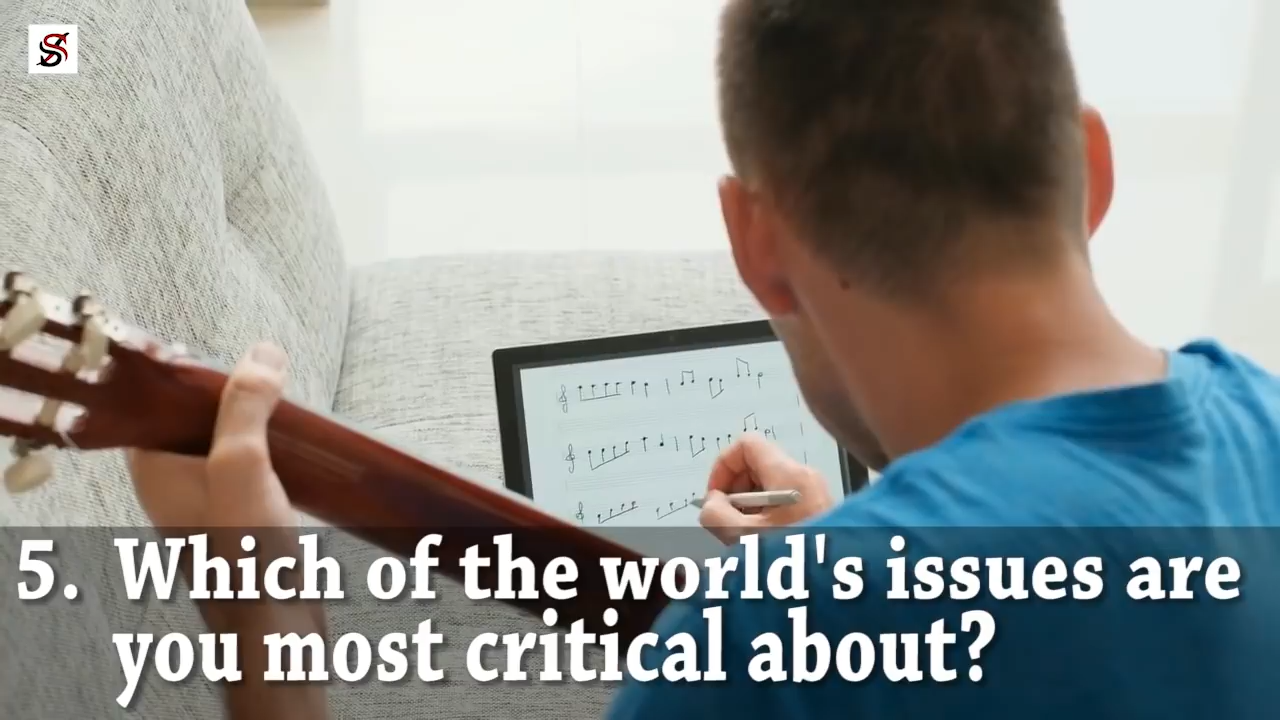 5. Which of the world's issues are
you most critical about?